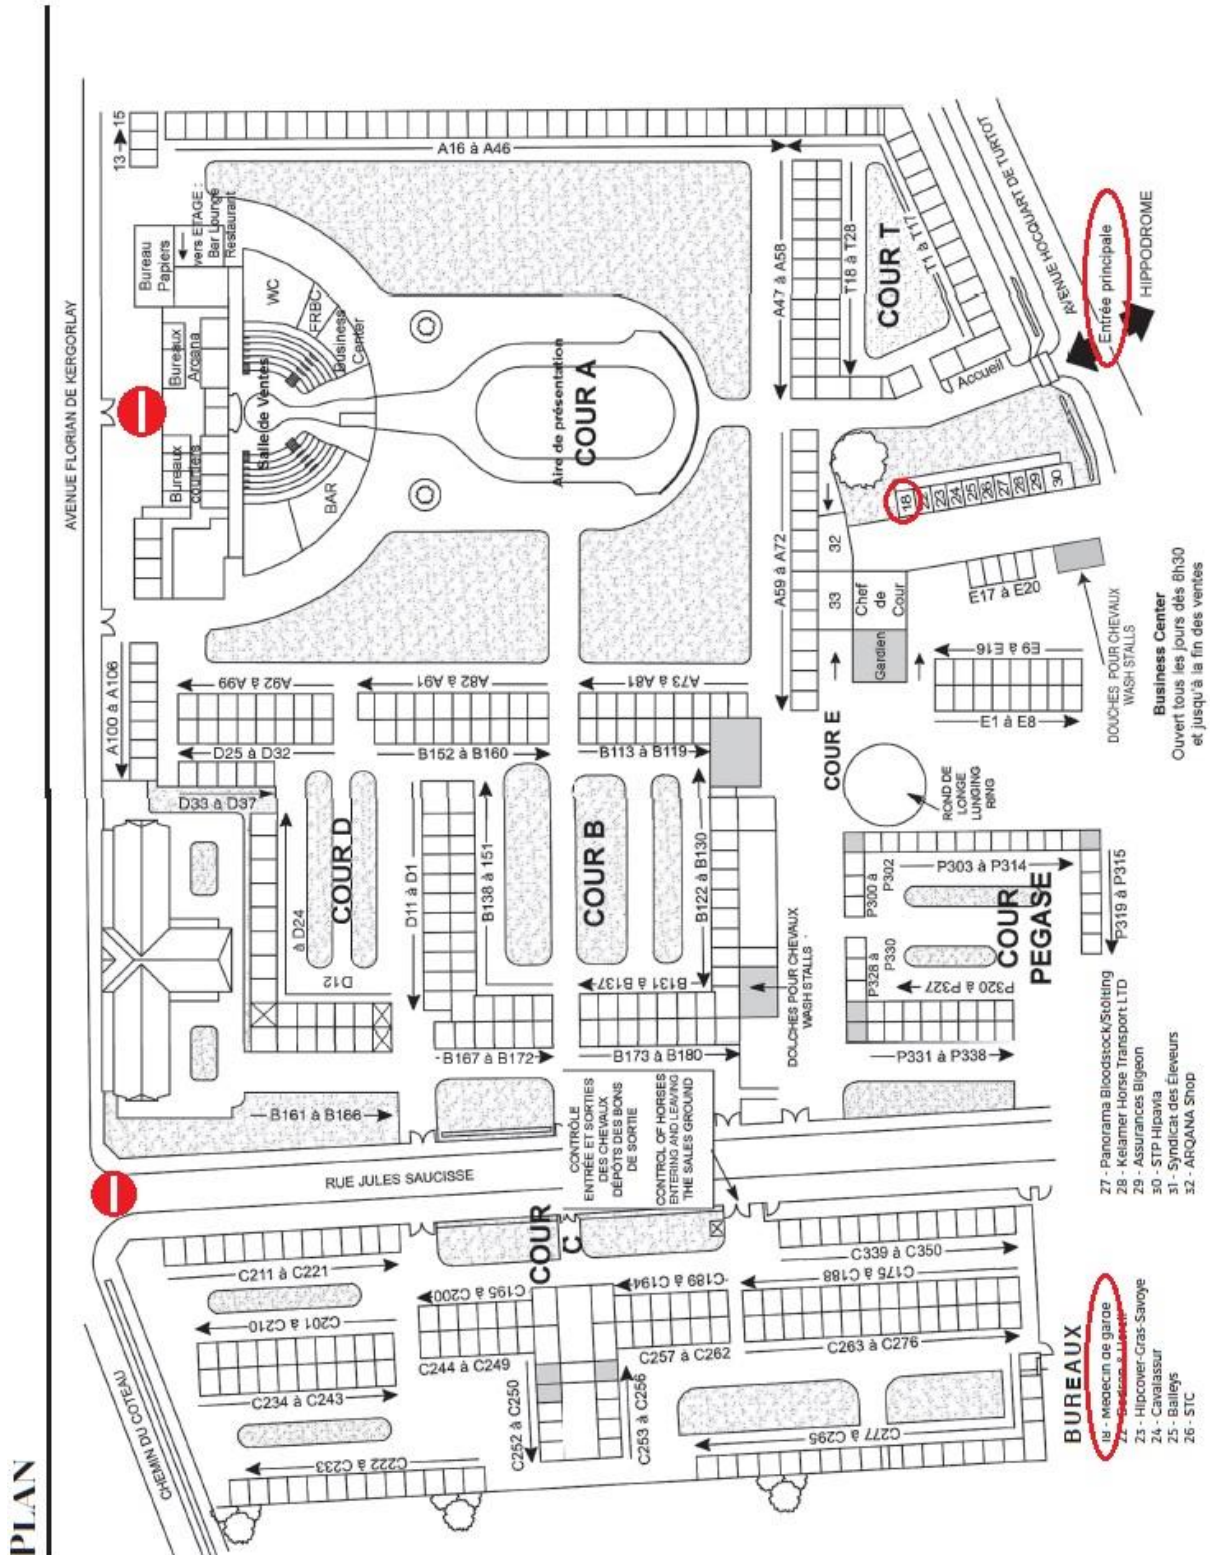 PLAN
AVENUE FLORIAN DE KERGORLAY
CHEMIN DU COTEAU
RUE JULES SAUCISSE
AVENUE HOCQUART DE TURTOT
HIPPODROME
Entrée principale
Accueil
13
15
A16 à A46
Bureau
Papiers
vers ETAGE :
Bar Lounge
Restaurant
Bureaux
Arqana
Bureaux
courtiers
Salle de Ventes
WC
FRBC
Business
Center
BAR
Aire de présentation
COUR A
A47 à A58
T18 à T28
COUR T
T1 à T17
A59 à A72
32
33
Chef
de
Cour
Gardien
18
22
23
24
25
26
27
28
29
30
E17 à E20
E9 à E16
E1 à E8
DOUCHES POUR CHEVAUX
WASH STALLS
Business Center
Ouvert tous les jours dès 8h30
et jusqu'à la fin des ventes
A100 à A106
A92 à A99
A82 à A91
A73 à A81
D25 à D32
B152 à B160
B113 à B119
COUR E
ROND DE
LONGE
LUNGING
RING
D33 à D37
à D24
COUR D
D12
D11 à D1
B138 à 151
COUR B
B122 à B130
B131 à B137
P300 à
P302
P303 à P314
COUR
PEGASE
P319 à P315
P328 à
P330
P320 à P327
P331 à P338
DOLCHES POUR CHEVAUX
WASH STALLS
B167 à B172
B173 à B180
B161 à B166
CONTRÔLE
ENTRÉE ET SORTIES
DES CHEVAUX
DÉPÔTS DES BONS
DE SORTIE
CONTROL OF HORSES
ENTERING AND LEAVING
THE SALES GROUND
COUR
C
C211 à C221
C201 à C210
C195 à C200
C189 à C194
C175 à C188
C339 à C350
C234 à C243
C244 à C249
C257 à C262
C263 à C276
C252 à C250
C253 à C256
C222 à C233
C277 à C295
BUREAUX
18 - Médecin de garde
23 - Hipcover-Gras-Savoye
24 - Cavalassur
25 - Balleys
26 - STC
27 - Panorama Bloodstock/Stölting
28 - Kelamer Horse Transport LTD
29 - Assurances Bigeon
30 - STP Hipavia
31 - Syndicat des Éleveurs
32 - ARQANA Shop